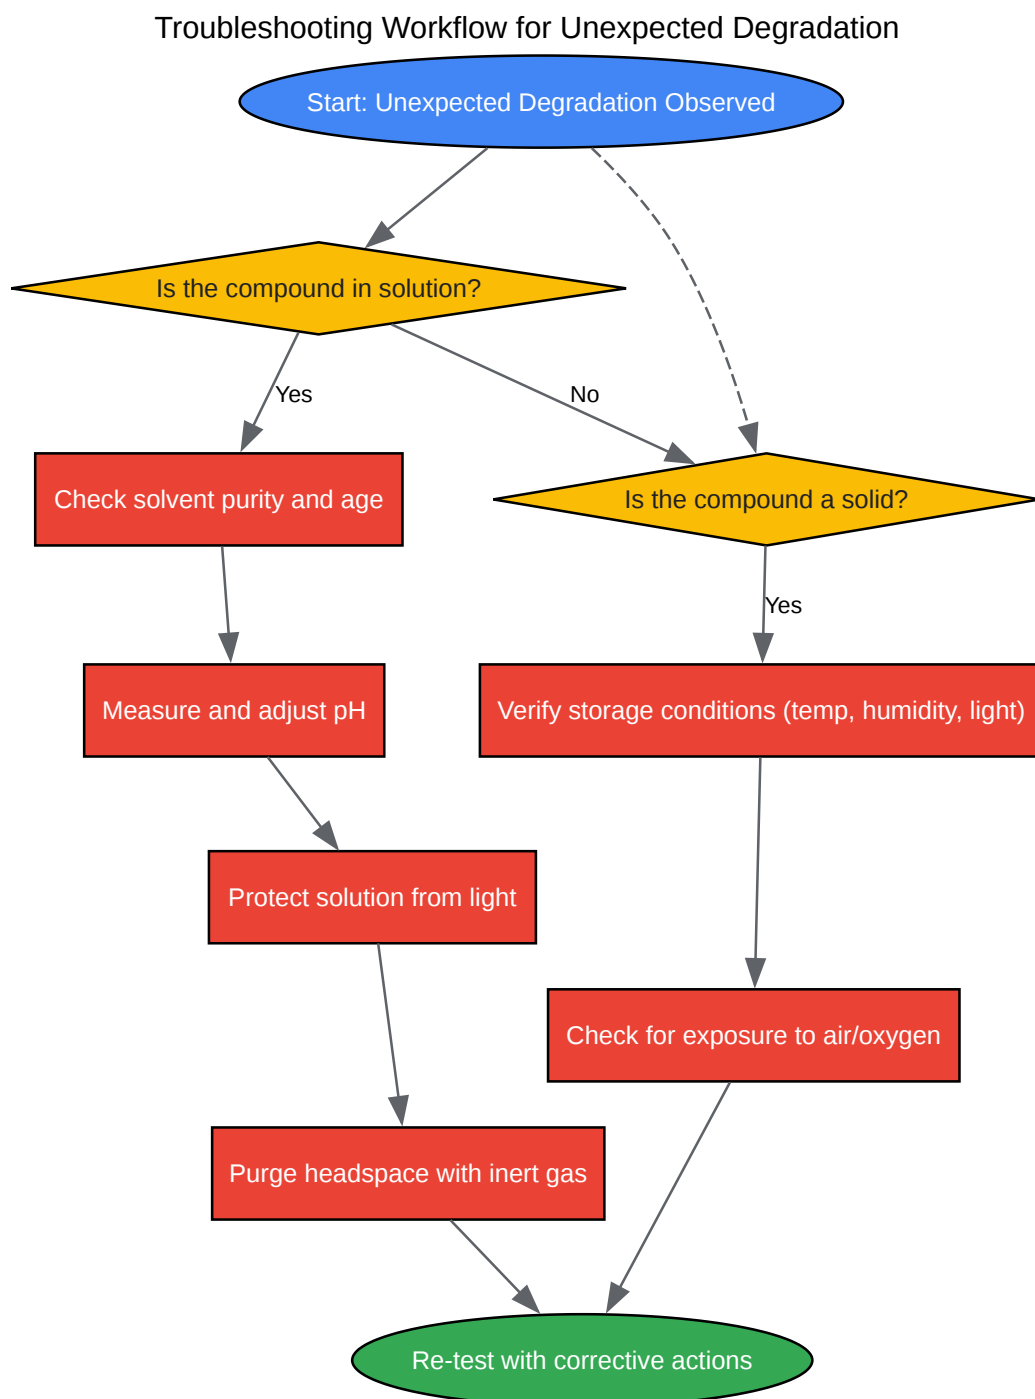 Troubleshooting Workflow for Unexpected Degradation
Start: Unexpected Degradation Observed
Is the compound in solution?
Yes
No
Check solvent purity and age
Is the compound a solid?
Yes
Measure and adjust pH
Verify storage conditions (temp, humidity, light)
Protect solution from light
Check for exposure to air/oxygen
Purge headspace with inert gas
Re-test with corrective actions